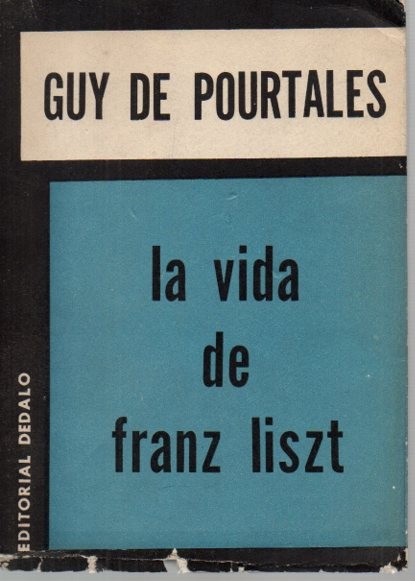 GUY DE POURTALES
la vida
de
franz liszt
EDITORIAL DEDALO